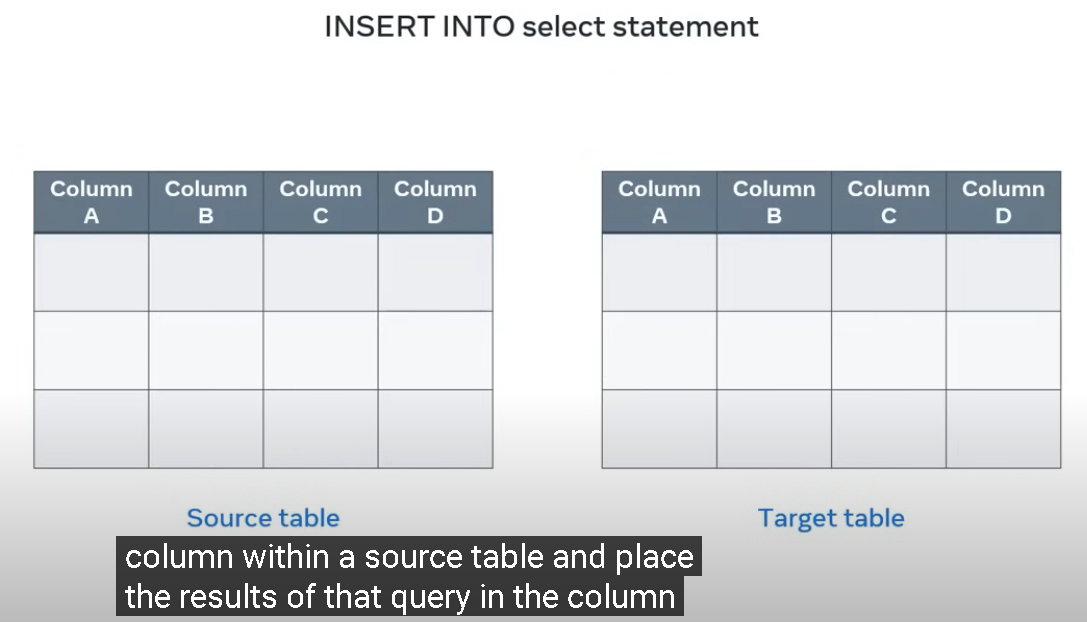 INSERT INTO select statement
Column A Column B Column C Column D
Column A Column B Column C Column D
Source table
Target table
column within a source table and place
the results of that query in the column